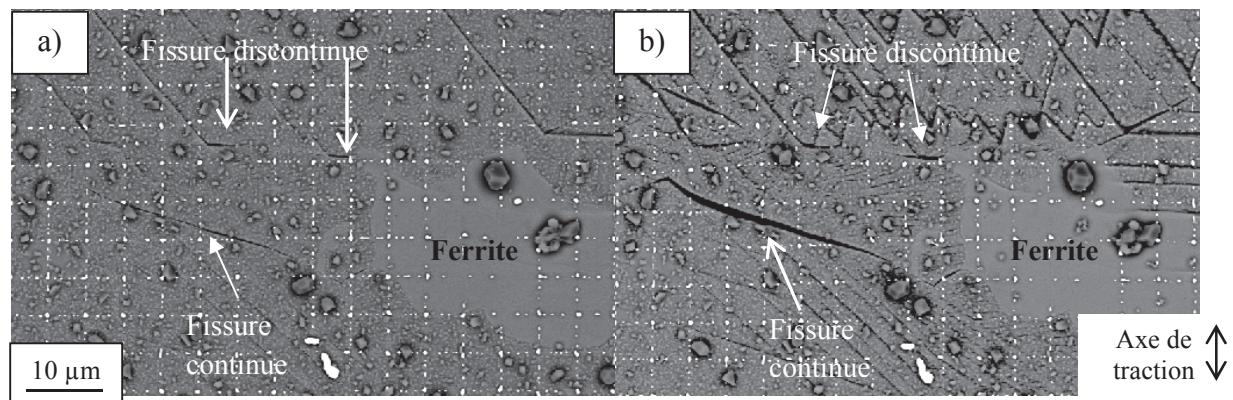 a)
Fissure discontinue
Ferrite
Fissure
continue
10 µm
b)
Fissure discontinue
Ferrite
Fissure
continue
Axe de
traction